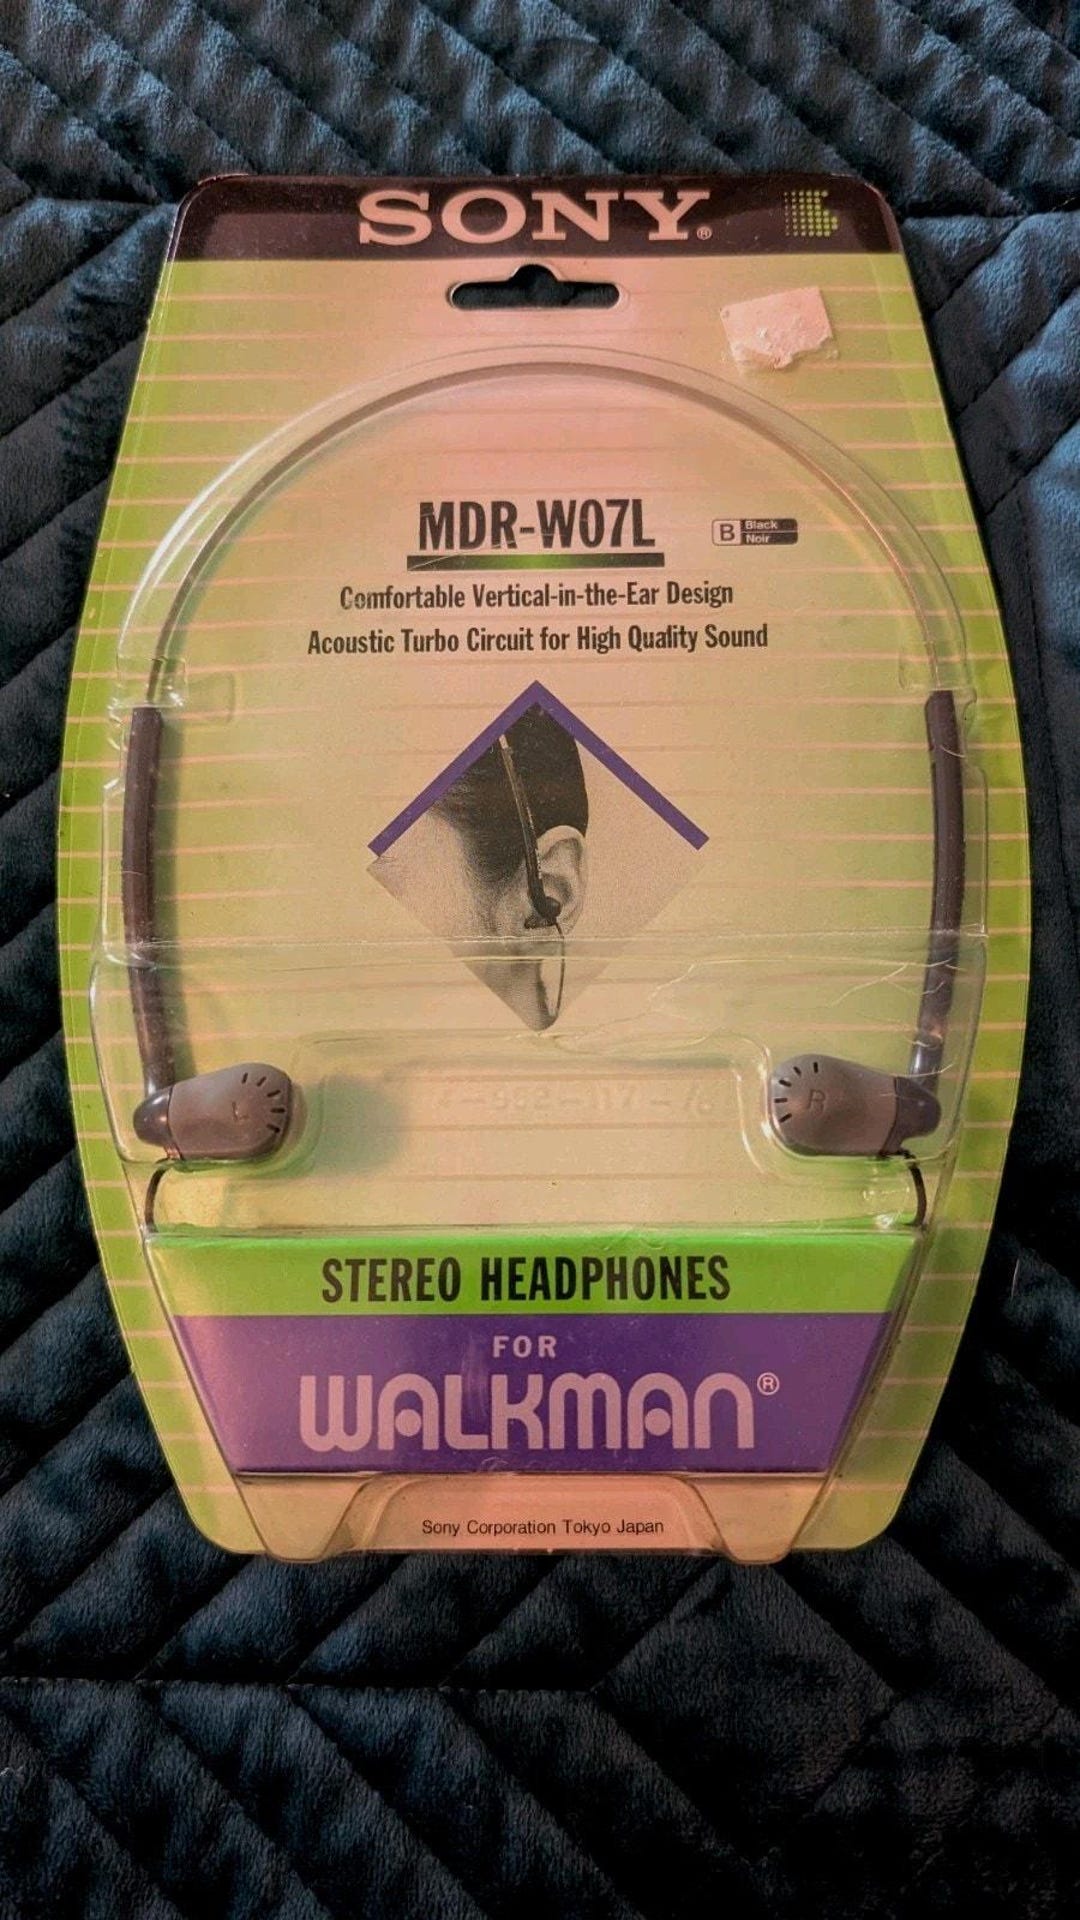 SONY®
MDR-W07L
B Black
Noir
Comfortable Vertical-in-the-Ear Design
Acoustic Turbo Circuit for High Quality Sound
L
R
STEREO HEADPHONES
FOR
WALKMAN®
Sony Corporation Tokyo Japan